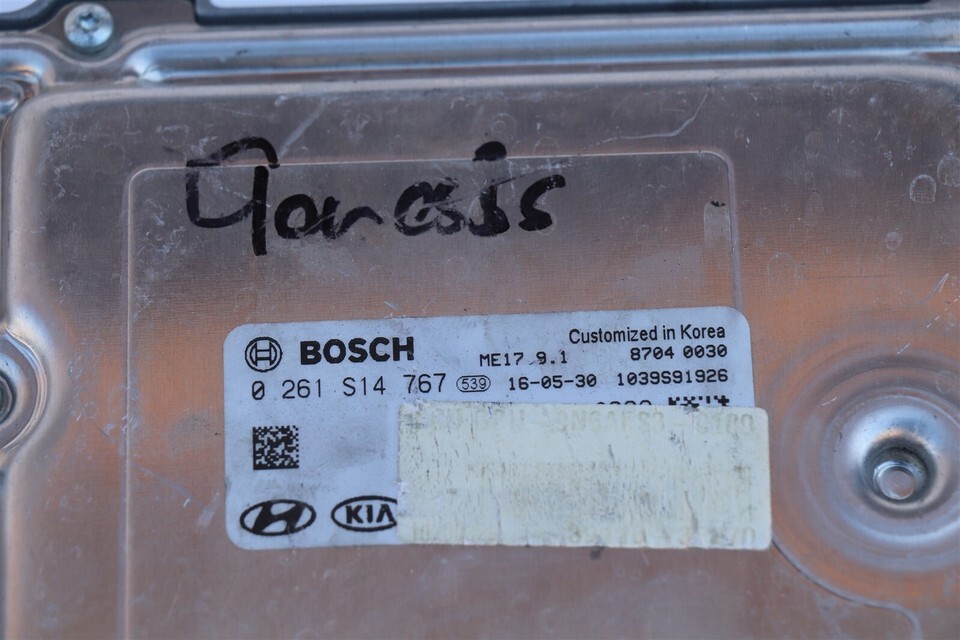 Genesis
BOSCH
Customized in Korea
ME17.9.1 8704 0030
0 261 S14 767 539 16-05-30 1039S91926
KIA